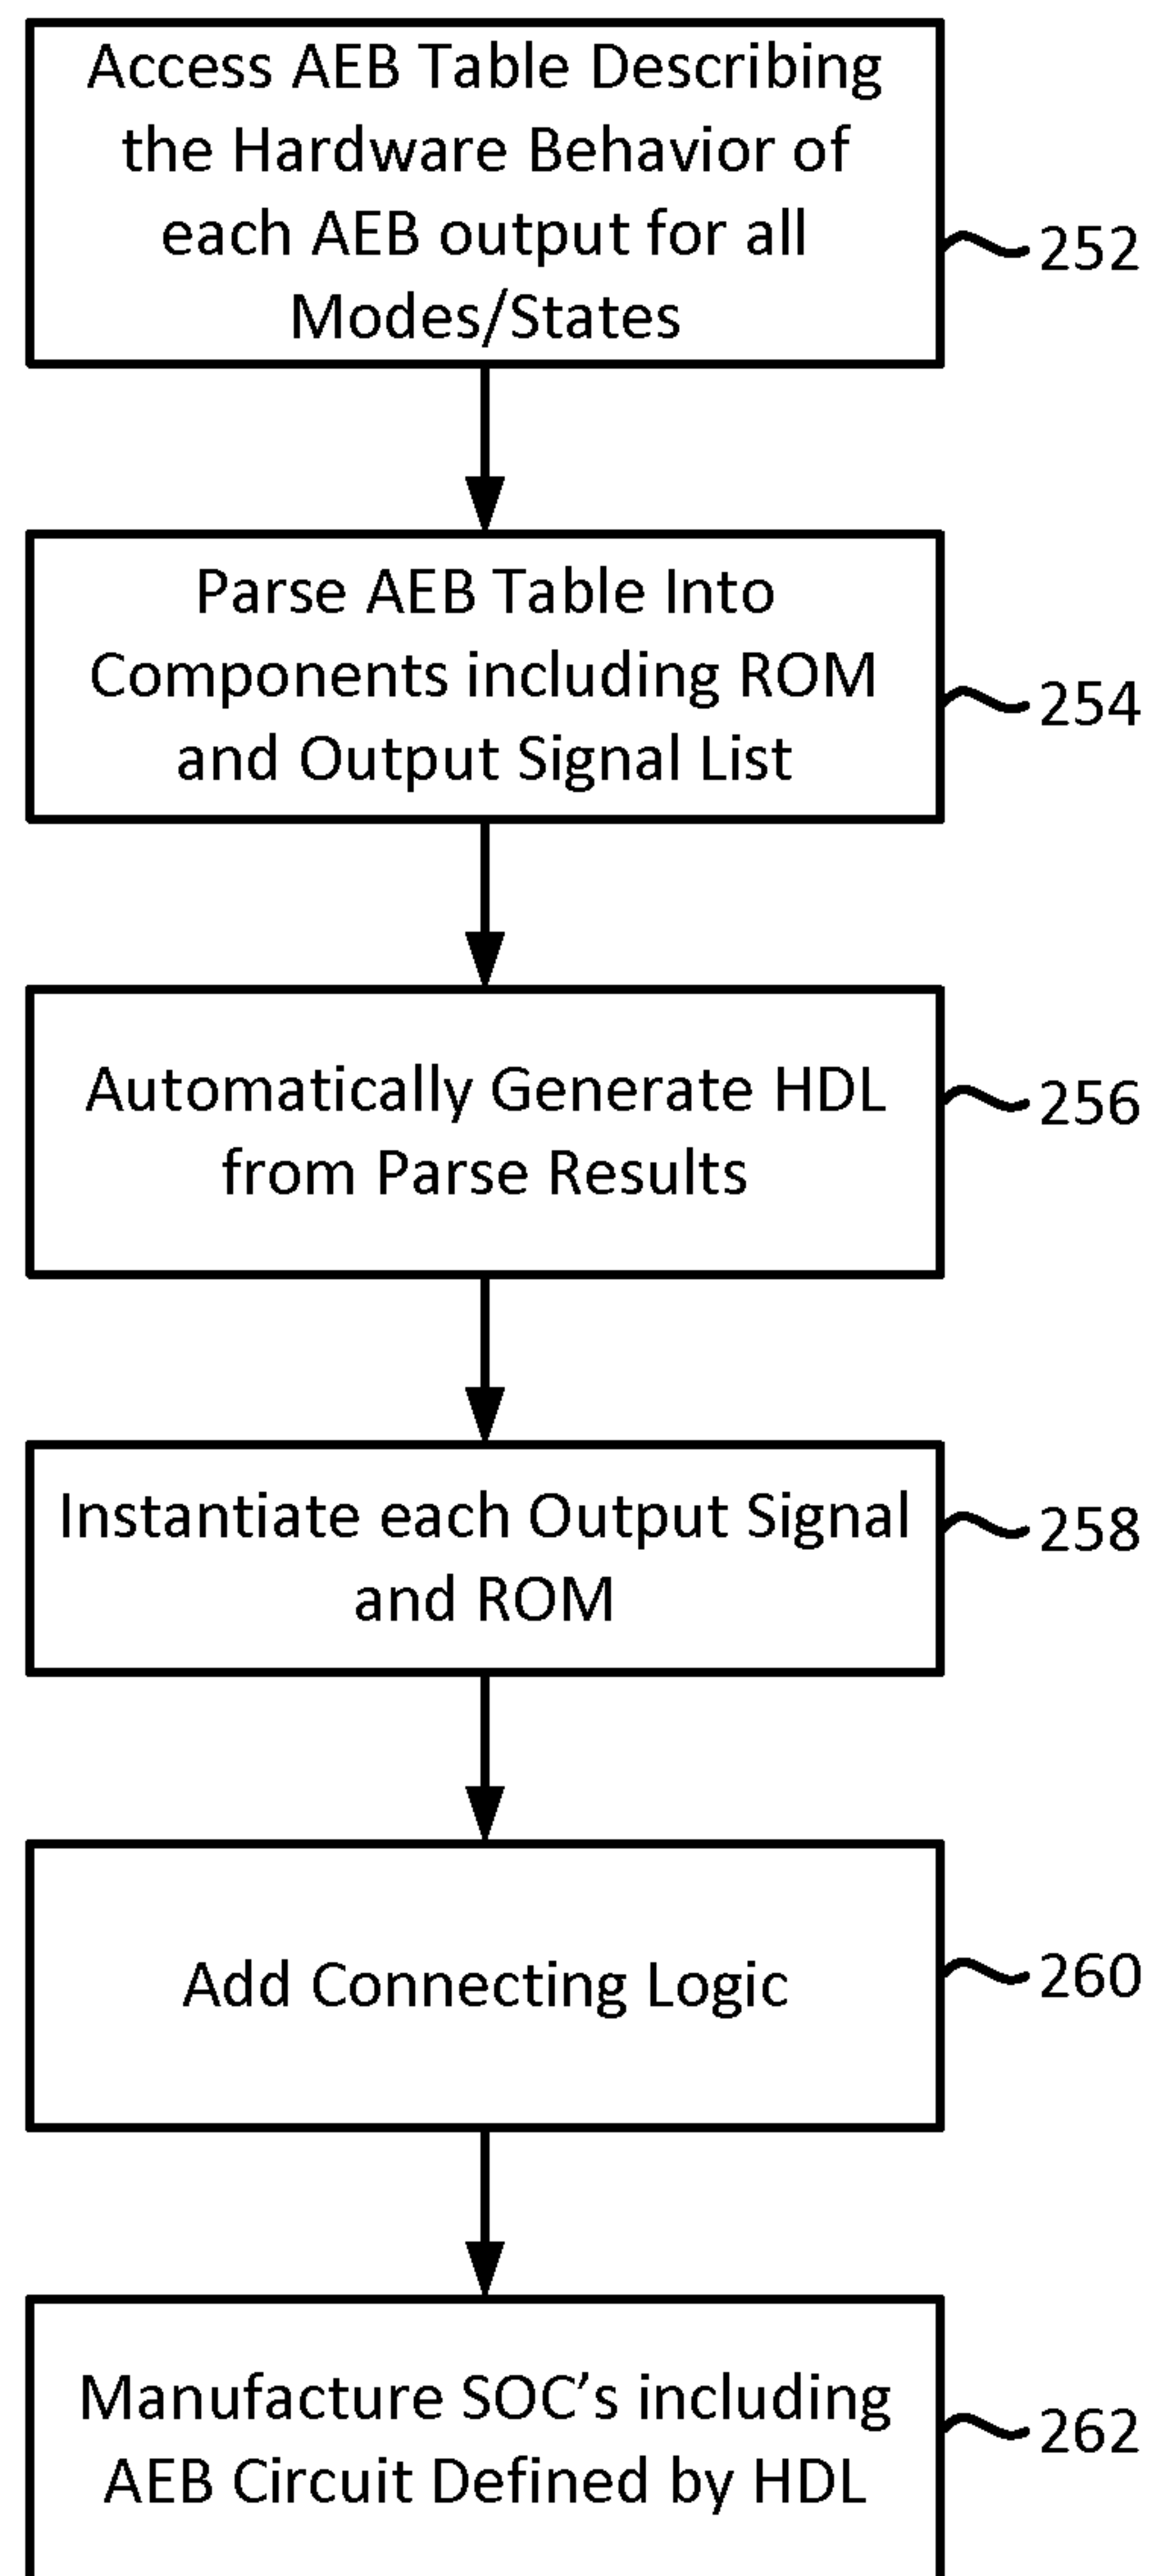 Access AEB Table Describing
the Hardware Behavior of
each AEB output for all
Modes/States
252
Parse AEB Table Into
Components including ROM
and Output Signal List
254
Automatically Generate HDL
from Parse Results
256
Instantiate each Output Signal
and ROM
258
Add Connecting Logic
260
Manufacture SOC's including
AEB Circuit Defined by HDL
262